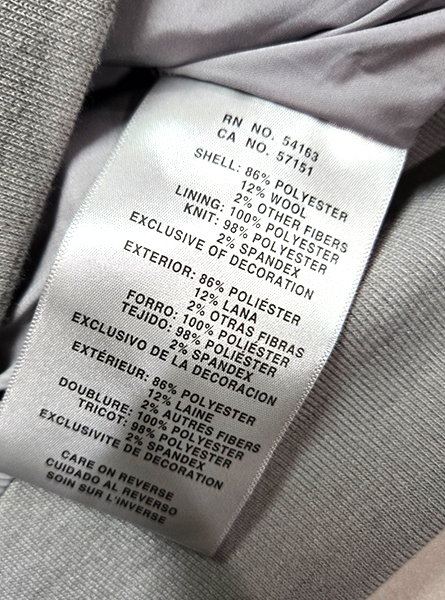 RN NO. 54163
CA NO. 57151
SHELL: 86% POLYESTER
12% WOOL
2% OTHER FIBERS
LINING: 100% POLYESTER
KNIT: 98% POLYESTER
2% SPANDEX
EXCLUSIVE OF DECORATION
EXTERIOR: 86% POLIÉSTER
12% LANA
2% OTRAS FIBRAS
FORRO: 100% POLIÉSTER
TEJIDO: 98% POLIÉSTER
2% SPANDEX
EXCLUSIVO DE LA DECORACION
EXTÉRIEUR: 86% POLYESTER
12% LAINE
2% AUTRES FIBERS
DOUBLURE: 100% POLYESTER
TRICOT: 98% POLYESTER
2% SPANDEX
EXCLUSIVITE DE DECORATION
CARE ON REVERSE
CUIDADO AL REVERSO
SOIN SUR L'INVERSE